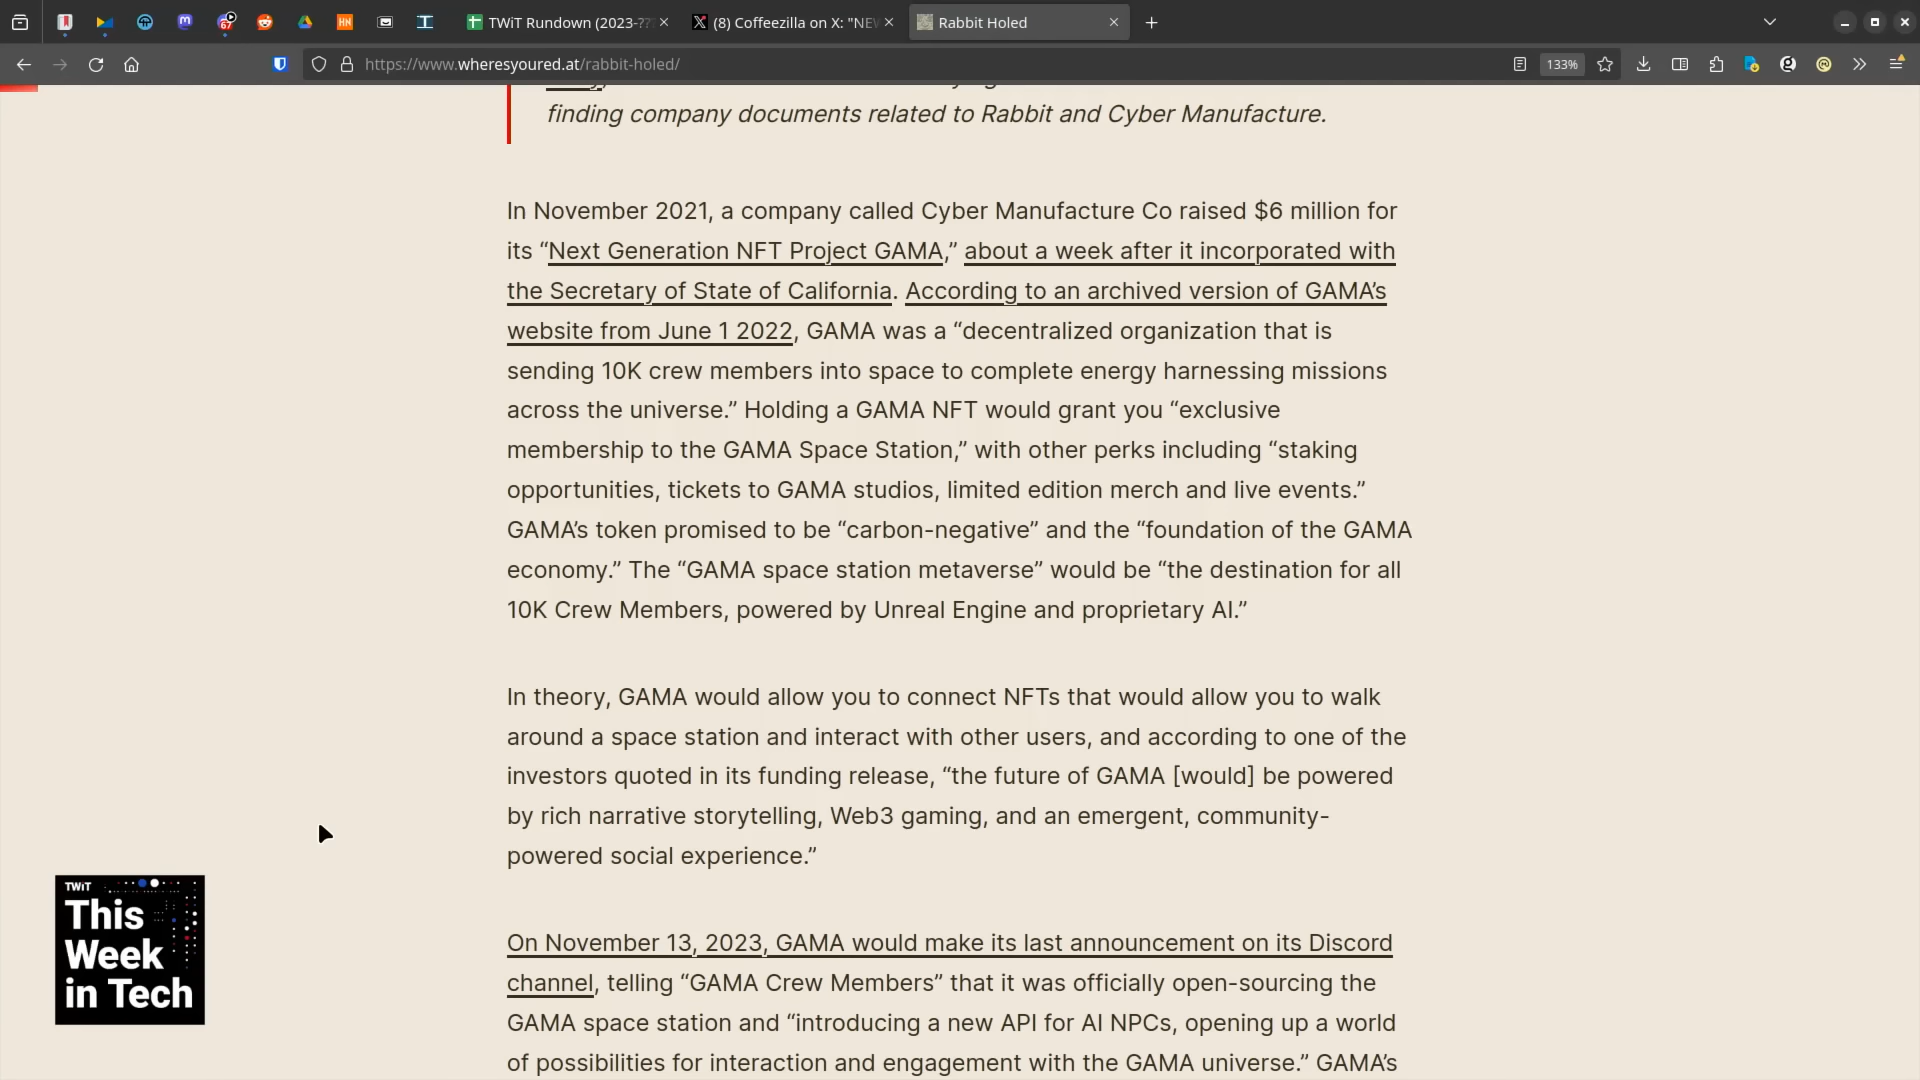 TWiT Rundown (2023-??
(8) Coffeezilla on X: "NEW
Rabbit Holed
https://www.wheresyoured.at/rabbit-holed/
133%
finding company documents related to Rabbit and Cyber Manufacture.
In November 2021, a company called Cyber Manufacture Co raised $6 million for
its “Next Generation NFT Project GAMA,” about a week after it incorporated with
the Secretary of State of California. According to an archived version of GAMA’s
website from June 1 2022, GAMA was a “decentralized organization that is
sending 10K crew members into space to complete energy harnessing missions
across the universe.” Holding a GAMA NFT would grant you “exclusive
membership to the GAMA Space Station,” with other perks including “staking
opportunities, tickets to GAMA studios, limited edition merch and live events.”
GAMA’s token promised to be “carbon-negative” and the “foundation of the GAMA
economy.” The “GAMA space station metaverse” would be “the destination for all
10K Crew Members, powered by Unreal Engine and proprietary AI.”
In theory, GAMA would allow you to connect NFTs that would allow you to walk
around a space station and interact with other users, and according to one of the
investors quoted in its funding release, “the future of GAMA [would] be powered
by rich narrative storytelling, Web3 gaming, and an emergent, community-
powered social experience.”
On November 13, 2023, GAMA would make its last announcement on its Discord
channel, telling “GAMA Crew Members” that it was officially open-sourcing the
GAMA space station and “introducing a new API for AI NPCs, opening up a world
of possibilities for interaction and engagement with the GAMA universe.” GAMA’s
TWiT
This
Week
in Tech